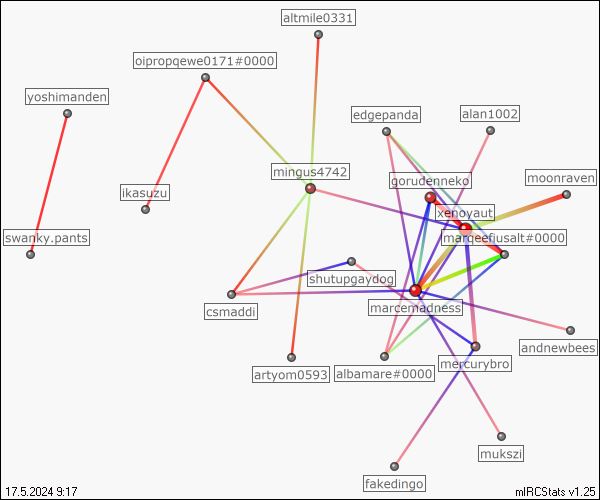 altmile0331
oipropqewe0171#0000
yoshimanden
edgepanda
alan1002
mingus4742
gorudenneko
moonraven
ikasuzu
xenoyaut
swanky.pants
marqeefiusalt#0000
shutupgaydog
csmaddi
marcemadness
andnewbees
mercurybro
artyom0593
albamare#0000
mukszi
fakedingo
17.5.2024 9:17
mIRCStats v1.25